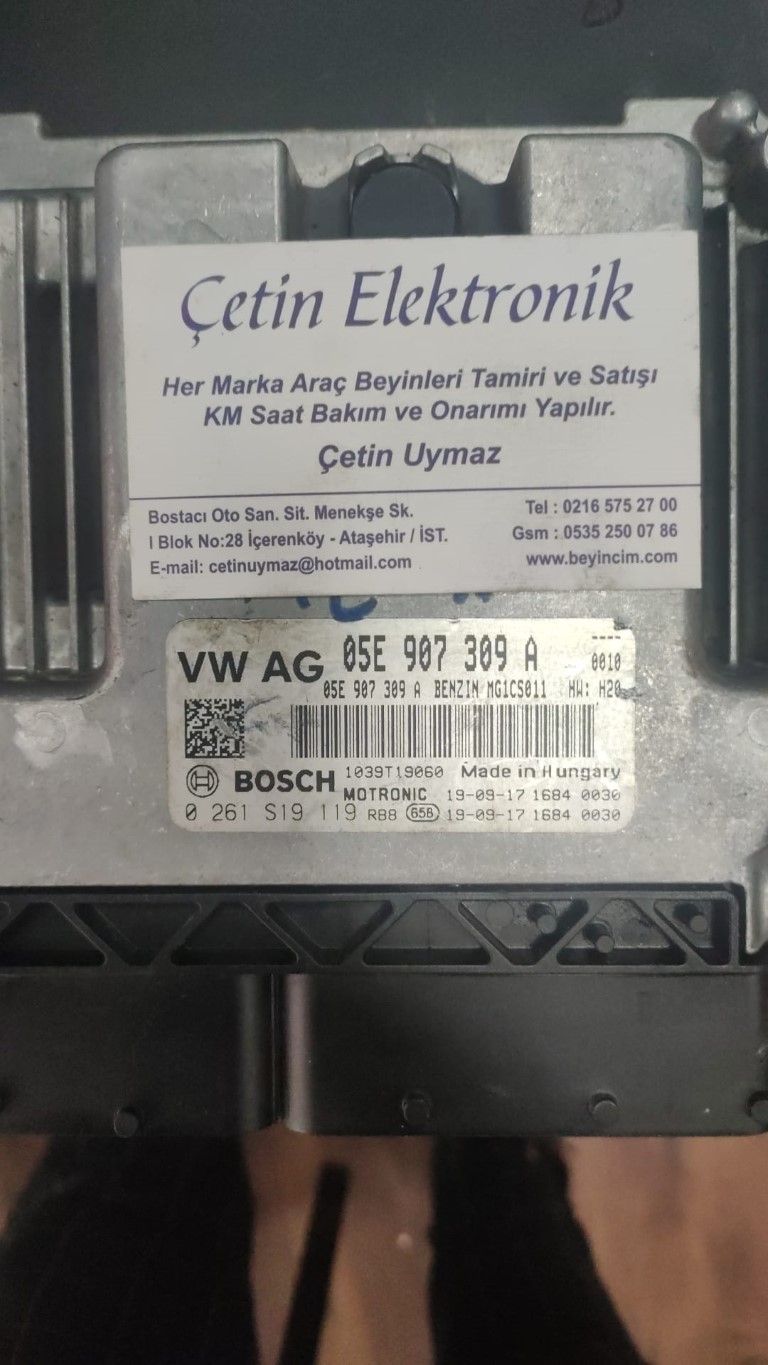 Çetin Elektronik
Her Marka Araç Beyinleri Tamiri ve Satışı
KM Saat Bakım ve Onarımı Yapılır.
Çetin Uymaz
Bostacı Oto San. Sit. Menekşe Sk.
I Blok No:28 İçerenköy - Ataşehir / İST.
E-mail: cetinuymaz@hotmail.com
Tel : 0216 575 27 00
Gsm : 0535 250 07 86
www.beyincim.com
VW AG 05E 907 309 A ---- 0010
05E 907 309 A BENZIN MG1CS011 HW: H20
BOSCH 1039T19060 Made in Hungary
MOTRONIC 19-09-17 1684 0030
0 261 S19 119 RB8 658 19-09-17 1684 0030